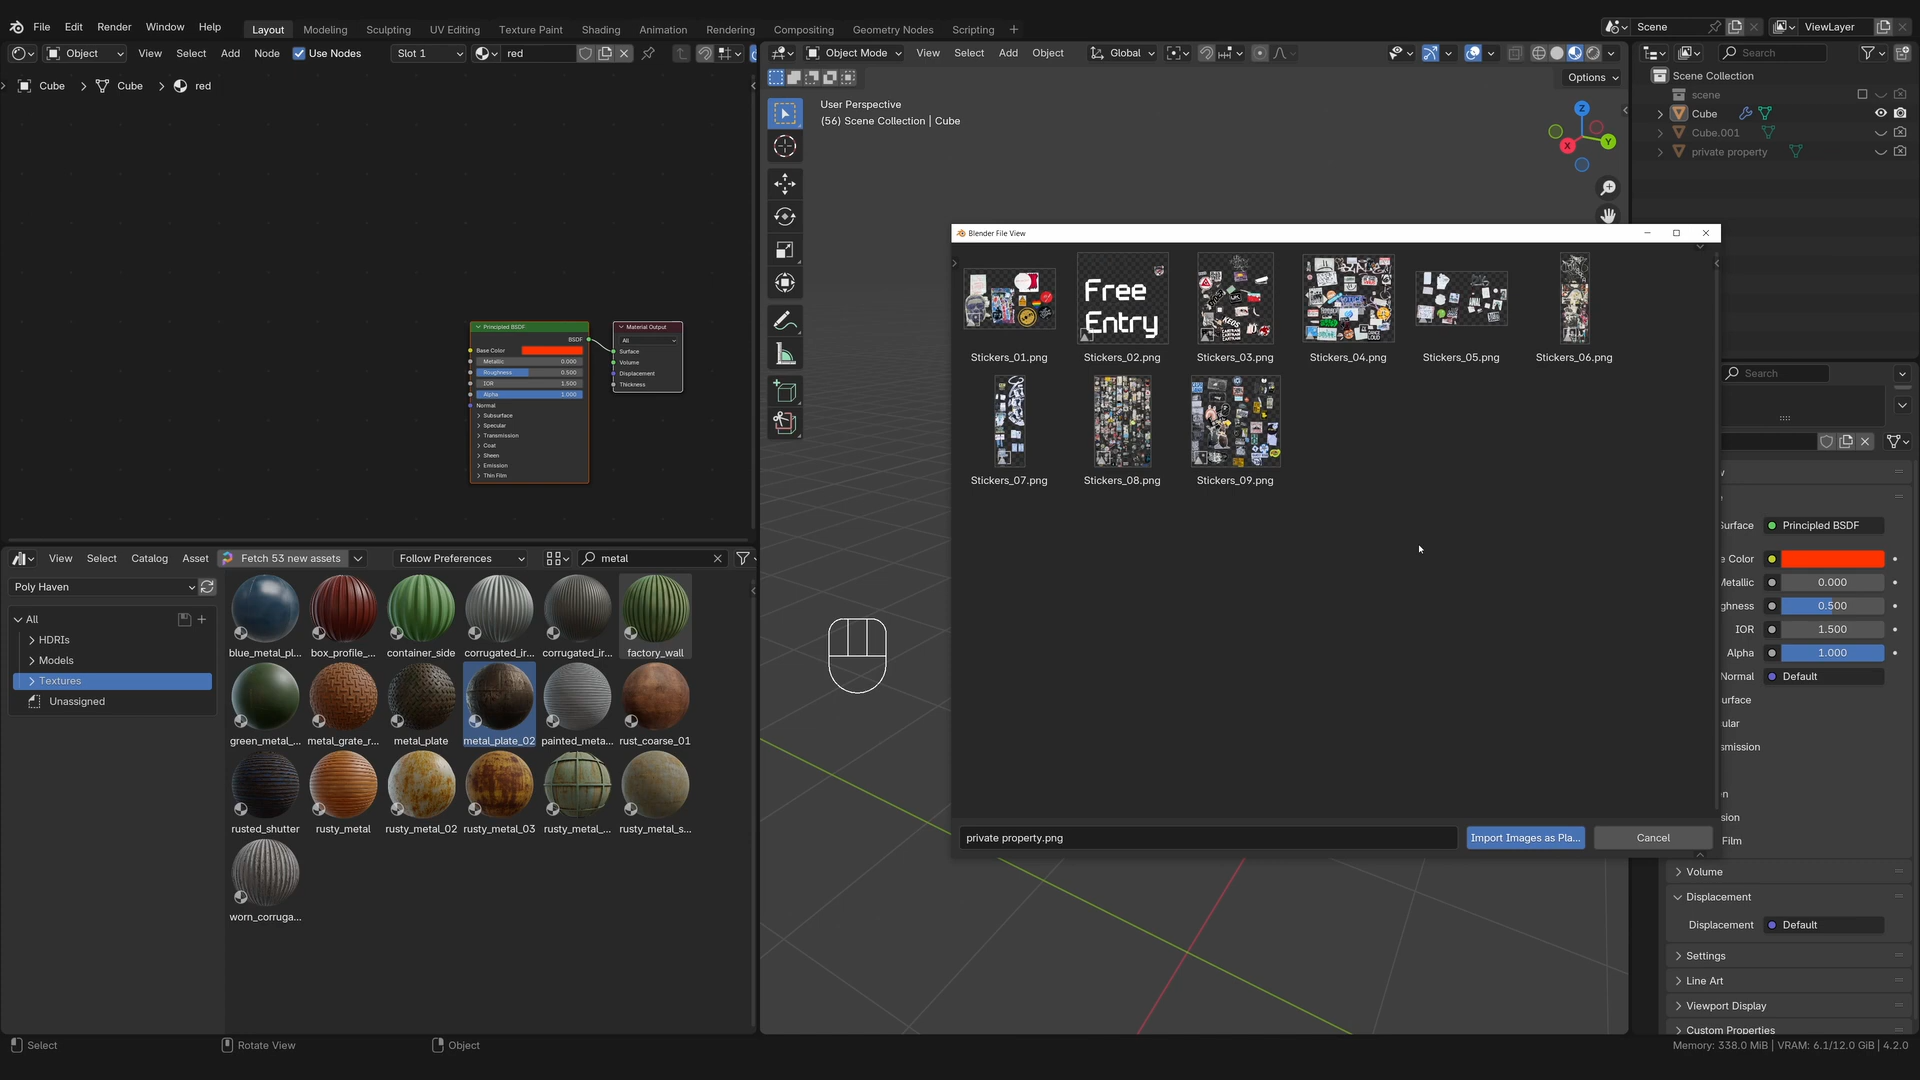 File Edit Render Window Help
Layout Modeling Sculpting UV Editing Texture Paint Shading Animation Rendering Compositing Geometry Nodes Scripting
Scene
ViewLayer
Object View Select Add Node Use Nodes Slot 1 red
Object Mode View Select Add Object Global
Search
Cube Cube red
Options
User Perspective
(56) Scene Collection | Cube
Z
Y
X
Scene Collection
scene
Cube
Cube.001
private property
Principled BSDF
BSDF
Base Color
Metallic 0.000
Roughness 0.500
IOR 1.500
Alpha 1.000
Normal
Subsurface
Specular
Transmission
Coat
Sheen
Emission
Thin Film
Material Output
All
Surface
Volume
Displacement
Thickness
Blender File View
Free
Entry
Stickers_01.png Stickers_02.png Stickers_03.png Stickers_04.png Stickers_05.png Stickers_06.png
Stickers_07.png Stickers_08.png Stickers_09.png
private property.png Import Images as Pla... Cancel
View Select Catalog Asset Fetch 53 new assets Follow Preferences metal
Poly Haven
All
HDRIs
Models
Textures
Unassigned
blue_metal_pl... box_profile_... container_side corrugated_ir... corrugated_ir... factory_wall
green_metal_... metal_grate_r... metal_plate metal_plate_02 painted_meta... rust_coarse_01
rusted_shutter rusty_metal rusty_metal_02 rusty_metal_03 rusty_metal_... rusty_metal_s...
worn_corruga...
Search
urface Principled BSDF
e Color
Metallic 0.000
ghness 0.500
IOR 1.500
Alpha 1.000
Normal Default
urface
ular
smission
n
sion
Film
Volume
Displacement
Displacement Default
Settings
Line Art
Viewport Display
Custom Properties
Select Rotate View Object
Memory: 338.0 MiB | VRAM: 6.1/12.0 GiB | 4.2.0